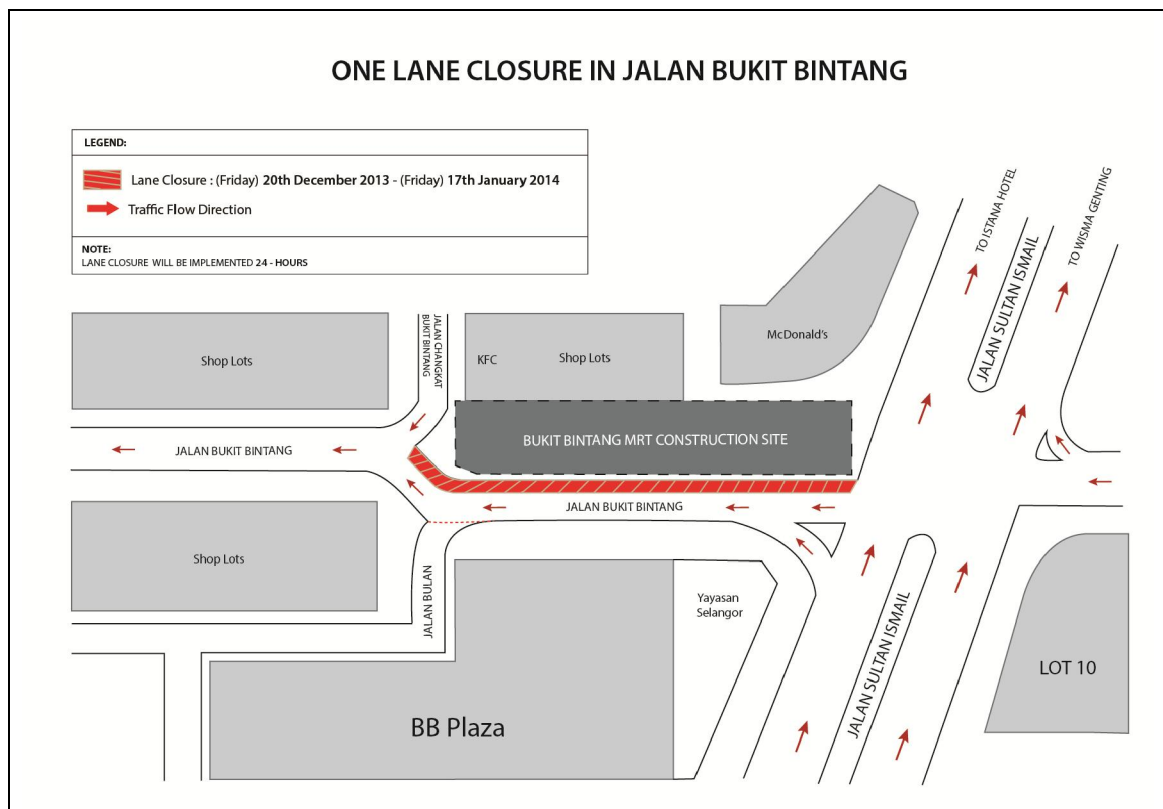 ONE LANE CLOSURE IN JALAN BUKIT BINTANG
LEGEND:
Lane Closure : (Friday) 20th December 2013 - (Friday) 17th January 2014
Traffic Flow Direction
NOTE:
LANE CLOSURE WILL BE IMPLEMENTED 24 - HOURS
TO ISTANA HOTEL
TO WISMA GENTING
JALAN SULTAN ISMAIL
JALAN CHANGKAT
BUKIT BINTANG
Shop Lots
KFC
Shop Lots
McDonald's
BUKIT BINTANG MRT CONSTRUCTION SITE
JALAN BUKIT BINTANG
JALAN BUKIT BINTANG
Shop Lots
JALAN BULAN
Yayasan
Selangor
JALAN SULTAN ISMAIL
LOT 10
BB Plaza